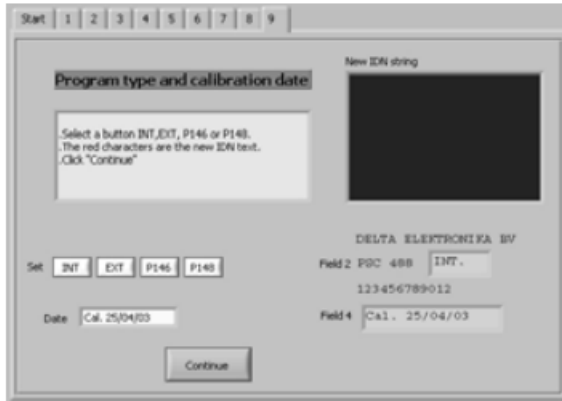 Start 1 2 3 4 5 6 7 8 9
Program type and calibration date
New IDN string
.Select a button INT,EXT, P146 or P148.
.The red characters are the new IDN text.
.Click "Continue"
DELTA ELEKTRONIKA BV
Set INT EXT P146 P148
Field 2 PSC 488 INT.
123456789012
Date Cal. 25/04/03
Field 4 Cal. 25/04/03
Continue